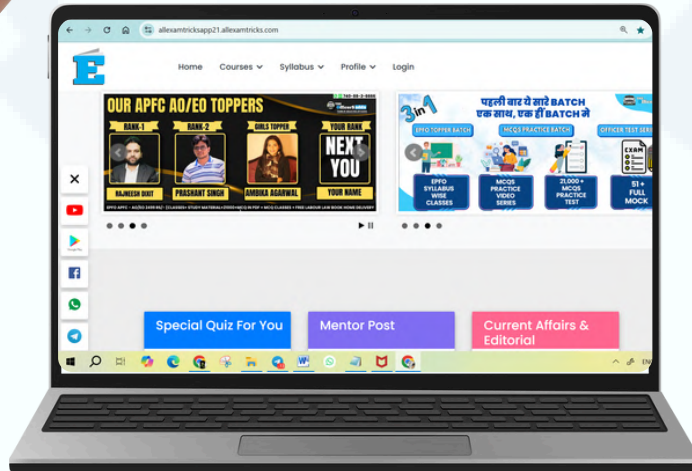 allexamtricksapp21.allexamtricks.com
E
Home Courses Syllabus Profile Login
OUR APFC AO/EO TOPPERS
RANK-1
RANK-2
GIRLS TOPPER
YOUR RANK
NEXT
YOU
RAJNEESH DIXIT
PRASHANT SINGH
AMBIKA AGARWAL
YOUR NAME
3in1
पहली बार ये सारे BATCH
एक साथ, एक हीं BATCH मे
EPFO TOPPER BATCH
MCQS PRACTICE BATCH
OFFICER TEST SERI
EXAM
EPFO
SYLLABUS
WISE
CLASSES
MCQS
PRACTICE
VIDEO
SERIES
21,000+
MCQS
PRACTICE
TEST
51+
FULL
MOCK
Special Quiz For You
Mentor Post
Current Affairs &
Editorial
EN